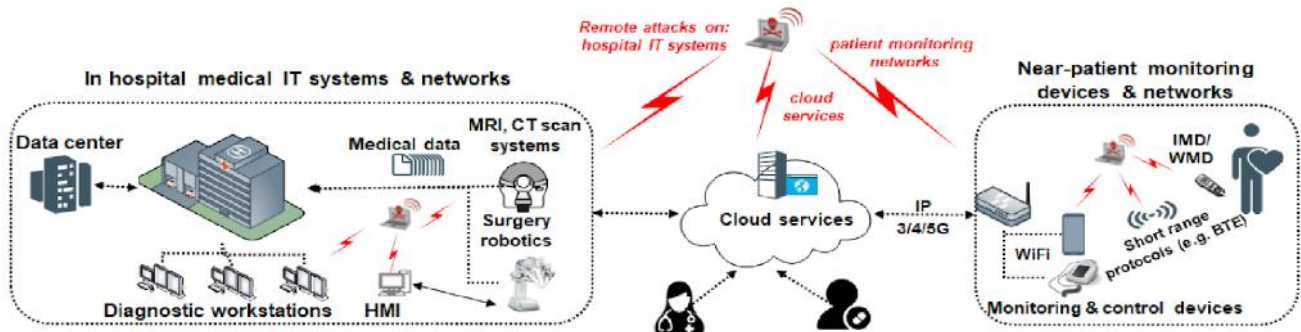 Remote attacks on:
hospital IT systems
patient monitoring
networks
cloud
services
In hospital medical IT systems & networks
Data center
Medical data
MRI, CT scan
systems
Surgery
robotics
Diagnostic workstations
HMI
Cloud services
IP
3/4/5G
Near-patient monitoring
devices & networks
IMD/
WMD
WiFi
Short range
protocols (e.g. BTE)
Monitoring & control devices